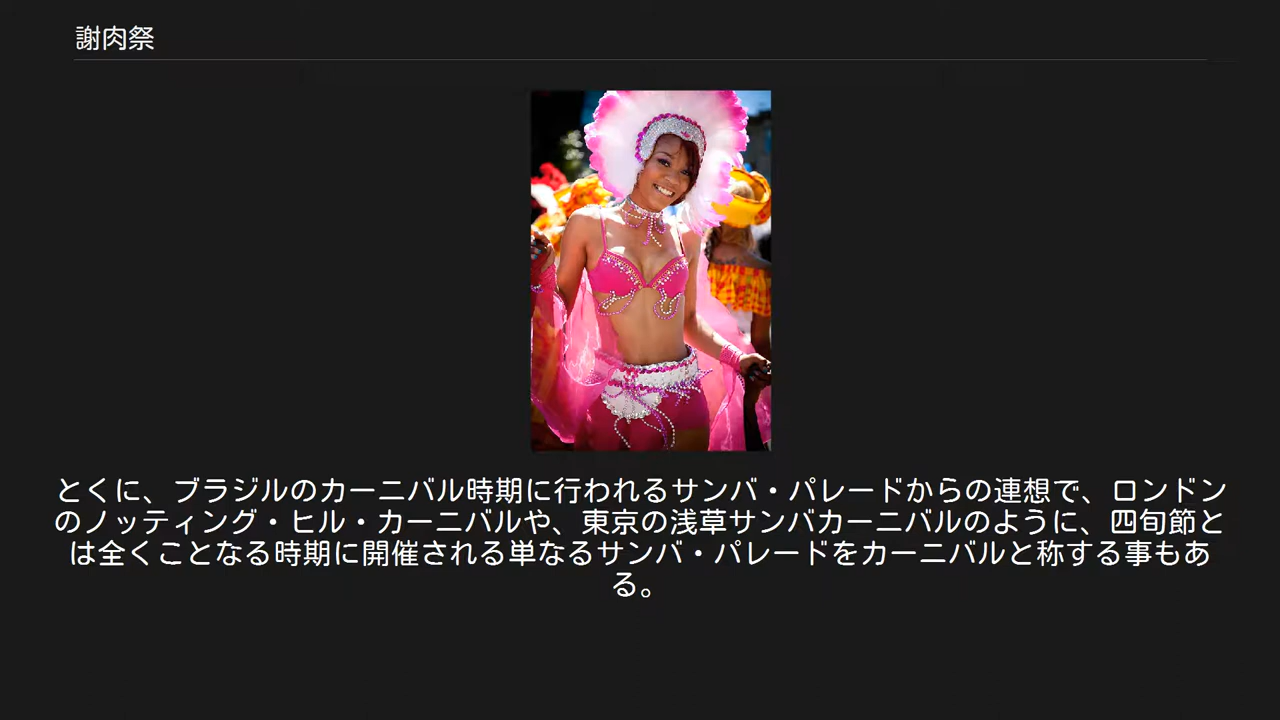 謝肉祭
とくに、ブラジルのカーニバル時期に行われるサンバ・パレードからの連想で、ロンドン
のノッティング・ヒル・カーニバルや、東京の浅草サンバカーニバルのように、四旬節と
は全くことなる時期に開催される単なるサンバ・パレードをカーニバルと称する事もあ
る。